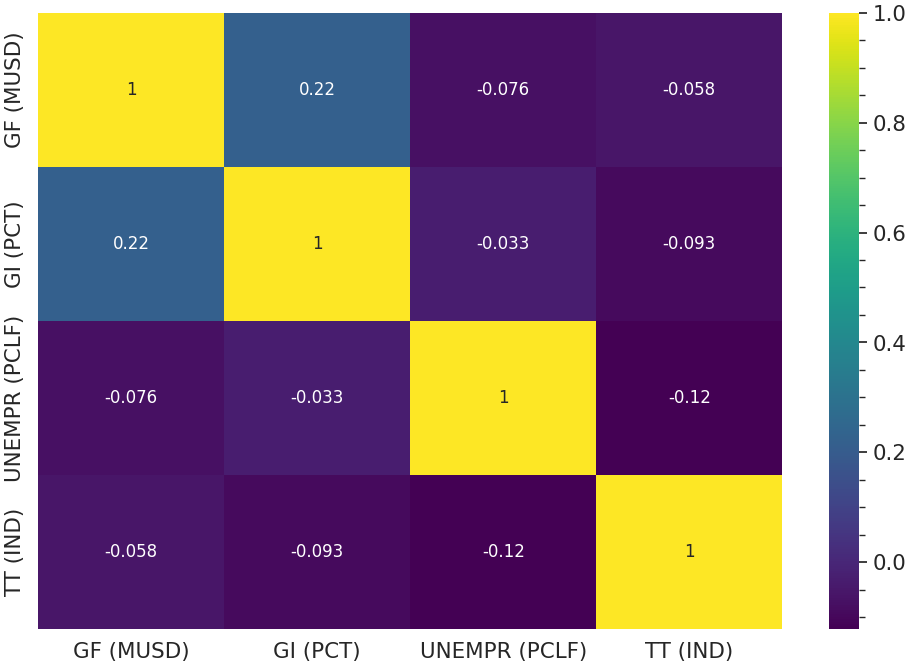 GF (MUSD) 1 0.22 -0.076 -0.058
GI (PCT) 0.22 1 -0.033 -0.093
UNEMPR (PCLF) -0.076 -0.033 1 -0.12
TT (IND) -0.058 -0.093 -0.12 1
GF (MUSD) GI (PCT) UNEMPR (PCLF) TT (IND)
1.0
0.8
0.6
0.4
0.2
0.0